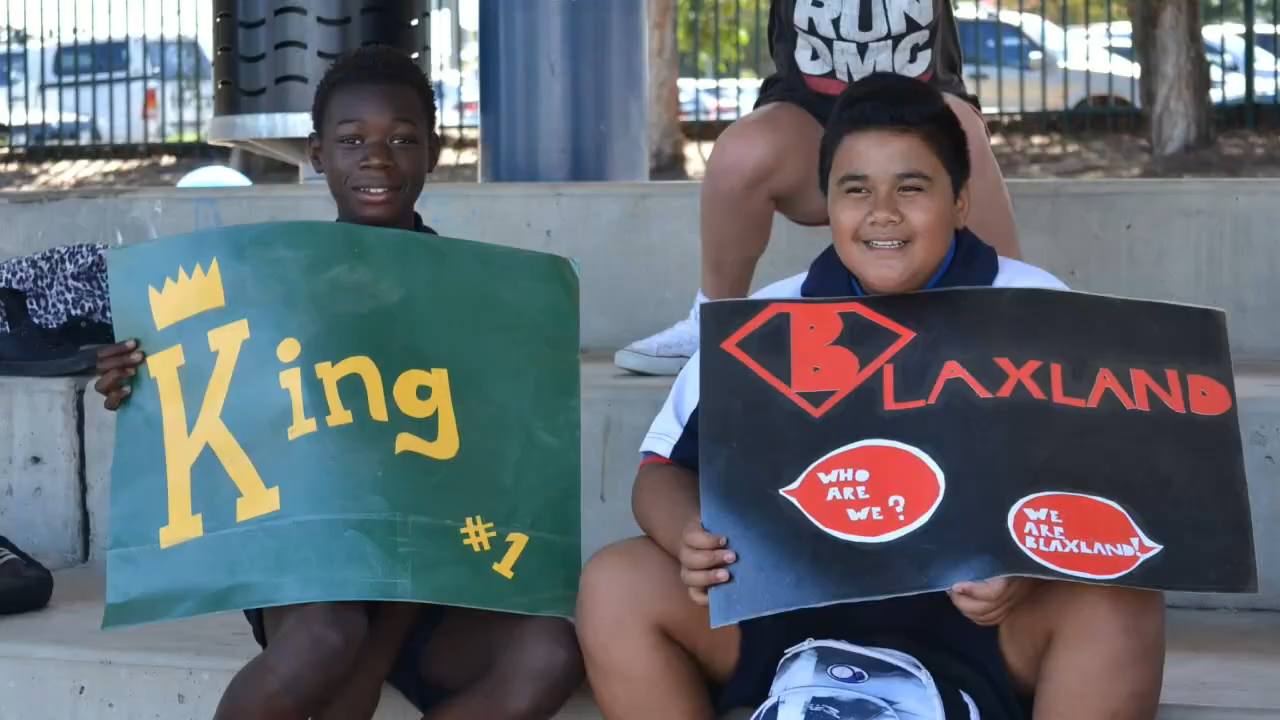 RUN
DMC
King
#1
BLAXLAND
WHO
ARE
WE?
WE
ARE
BLAXLAND!